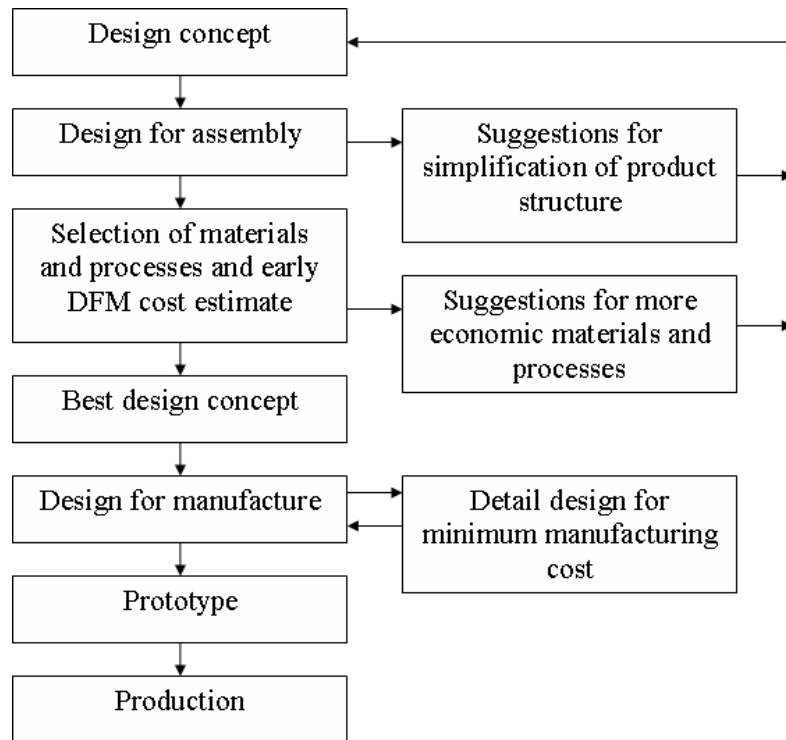 Design concept
Design for assembly
Suggestions for
simplification of product
structure
Selection of materials
and processes and early
DFM cost estimate
Suggestions for more
economic materials and
processes
Best design concept
Design for manufacture
Detail design for
minimum manufacturing
cost
Prototype
Production